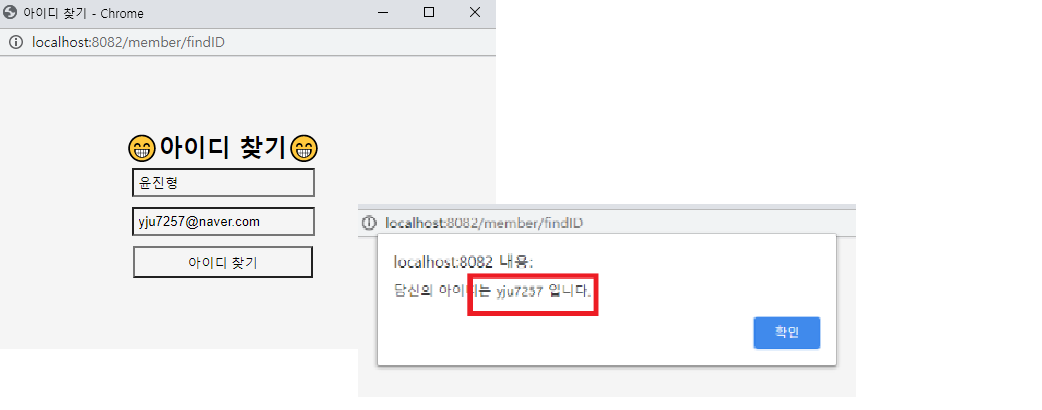 아이디 찾기 - Chrome
localhost:8082/member/findID
😁아이디 찾기😁
윤진형
yju7257@naver.com
아이디 찾기
localhost:8082/member/findID
localhost:8082 내용:
당신의 아이디는 yju7257 입니다.
확인